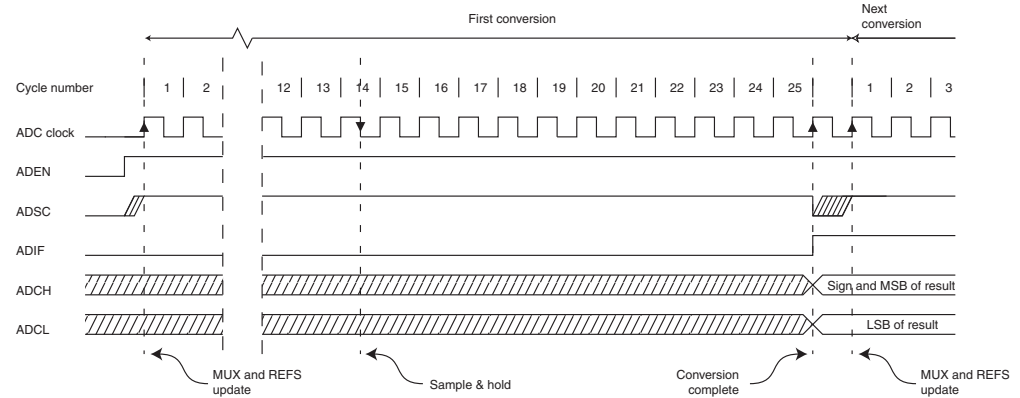 First conversion
Next
conversion
Cycle number 1 2 12 13 14 15 16 17 18 19 20 21 22 23 24 25 1 2 3
ADC clock
ADEN
ADSC
ADIF
ADCH Sign and MSB of result
ADCL LSB of result
MUX and REFS
update
Sample & hold
Conversion
complete
MUX and REFS
update